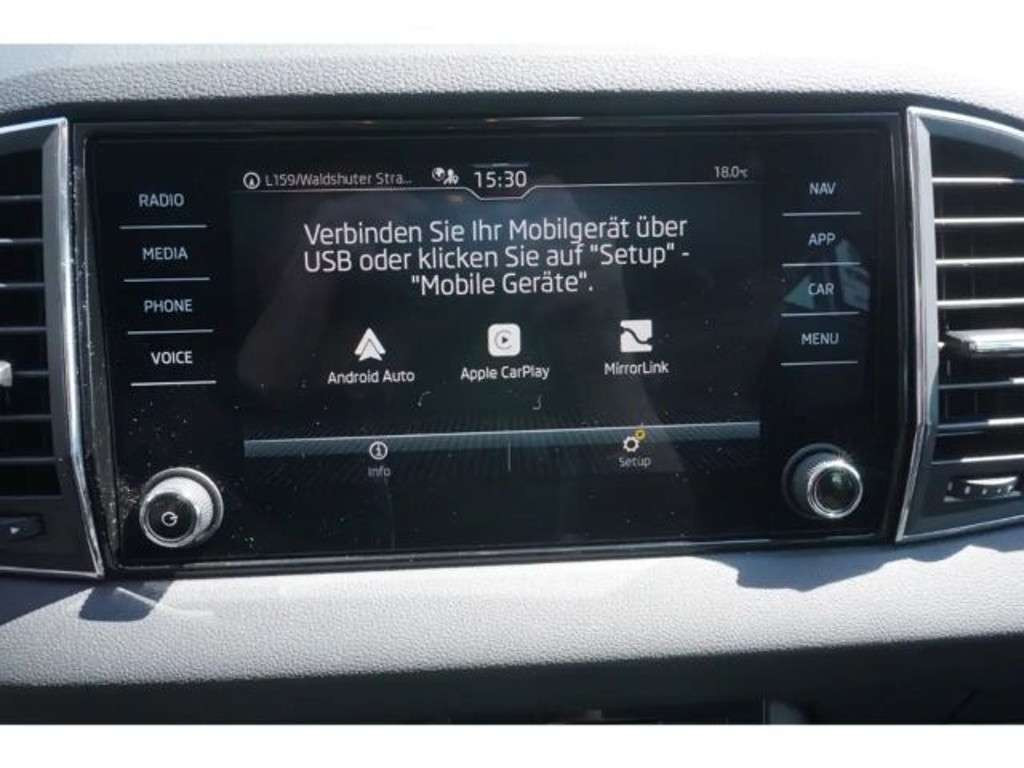 L159/Waldshuter Stra... 15:30 18.0°C
RADIO
MEDIA
PHONE
VOICE
Verbinden Sie Ihr Mobilgerät über
USB oder klicken Sie auf "Setup" -
"Mobile Geräte".
Android Auto
Apple CarPlay
MirrorLink
Info
Setup
NAV
APP
CAR
MENU